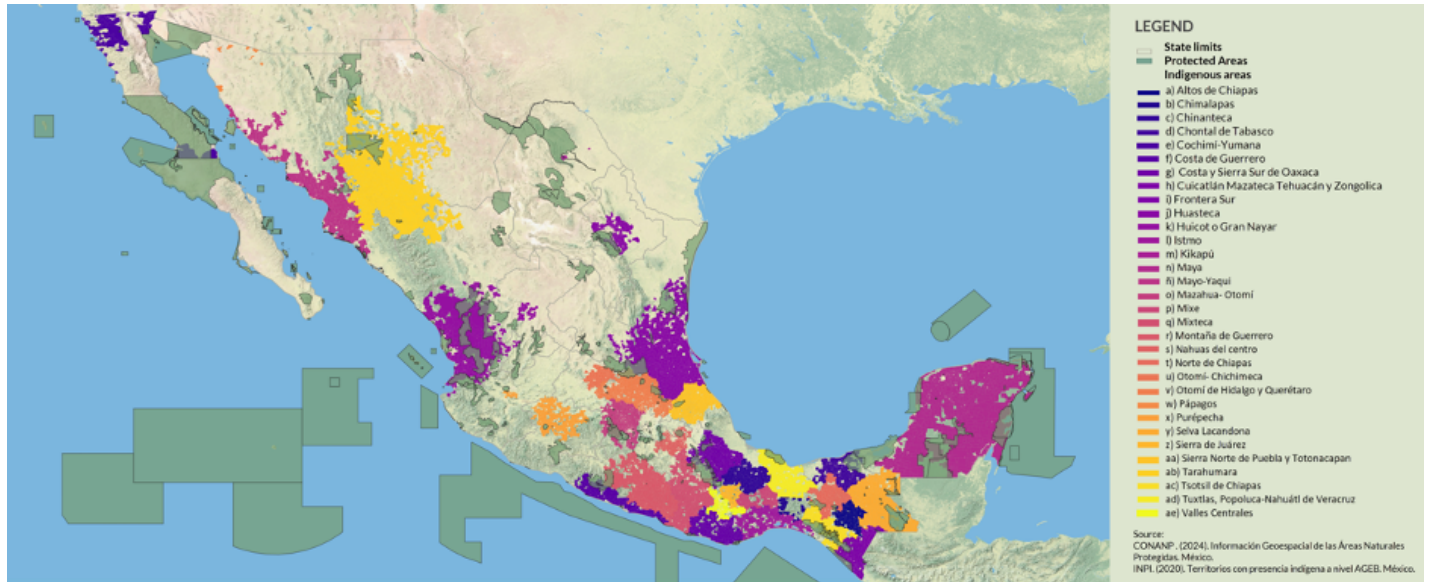 LEGEND
State limits
Protected Areas
Indigenous areas
a) Altos de Chiapas
b) Chimalapas
c) Chinanteca
d) Chontal de Tabasco
e) Cochimí-Yumana
f) Costa de Guerrero
g) Costa y Sierra Sur de Oaxaca
h) Cuicatlán Mazateca Tehuacán y Zongolica
i) Frontera Sur
j) Huasteca
k) Huicot o Gran Nayar
l) Istmo
m) Kikapú
n) Maya
ñ) Mayo-Yaqui
o) Mazahua- Otomí
p) Mixe
q) Mixteca
r) Montaña de Guerrero
s) Nahuas del centro
t) Norte de Chiapas
u) Otomí- Chichimeca
v) Otomí de Hidalgo y Querétaro
w) Pápagos
x) Purépecha
y) Selva Lacandona
z) Sierra de Juárez
aa) Sierra Norte de Puebla y Totonacapan
ab) Tarahumara
ac) Tsotsil de Chiapas
ad) Tuxtlas, Popoluca-Nahuátl de Veracruz
ae) Valles Centrales
Source:
CONANP . (2024). Información Geoespacial de las Áreas Naturales
Protegidas. México.
INPI. (2020). Territorios con presencia indígena a nivel AGEB. México.